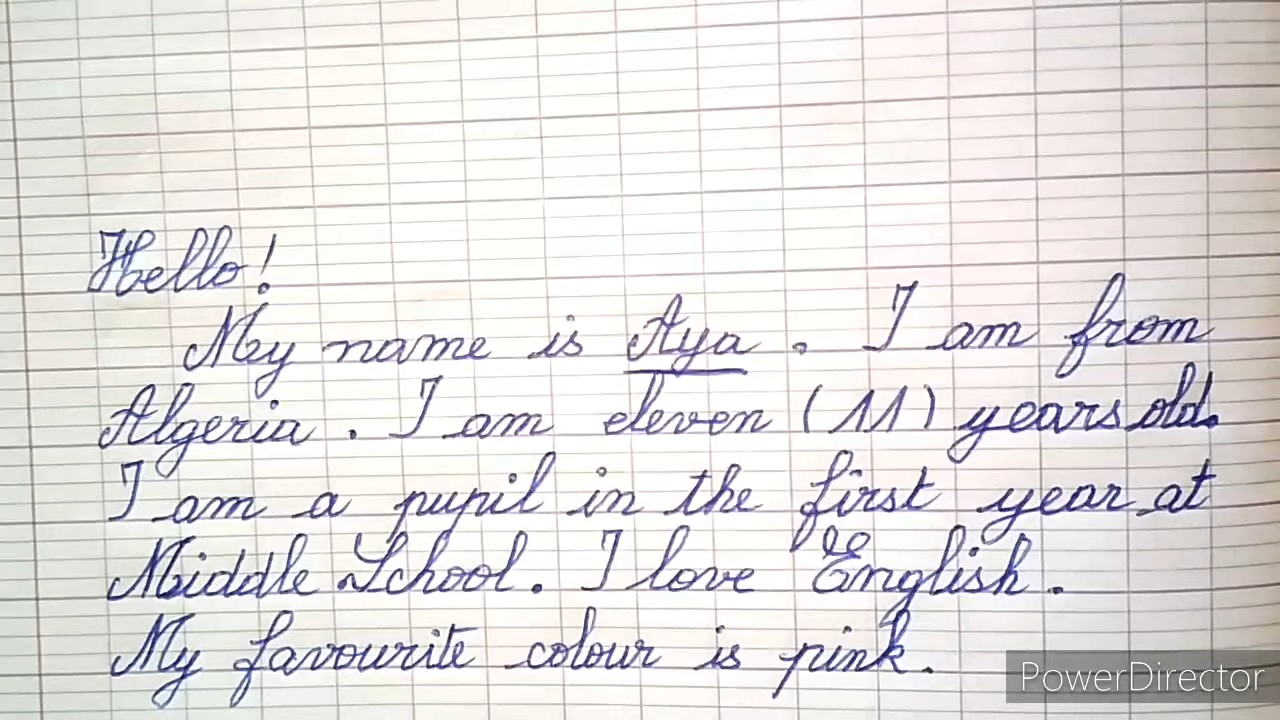 Hello!
My name is Aya . I am from
Algeria . I am eleven (11) years old.
I am a pupil in the first year at
Middle School. I love English .
My favourite colour is pink.
PowerDirector